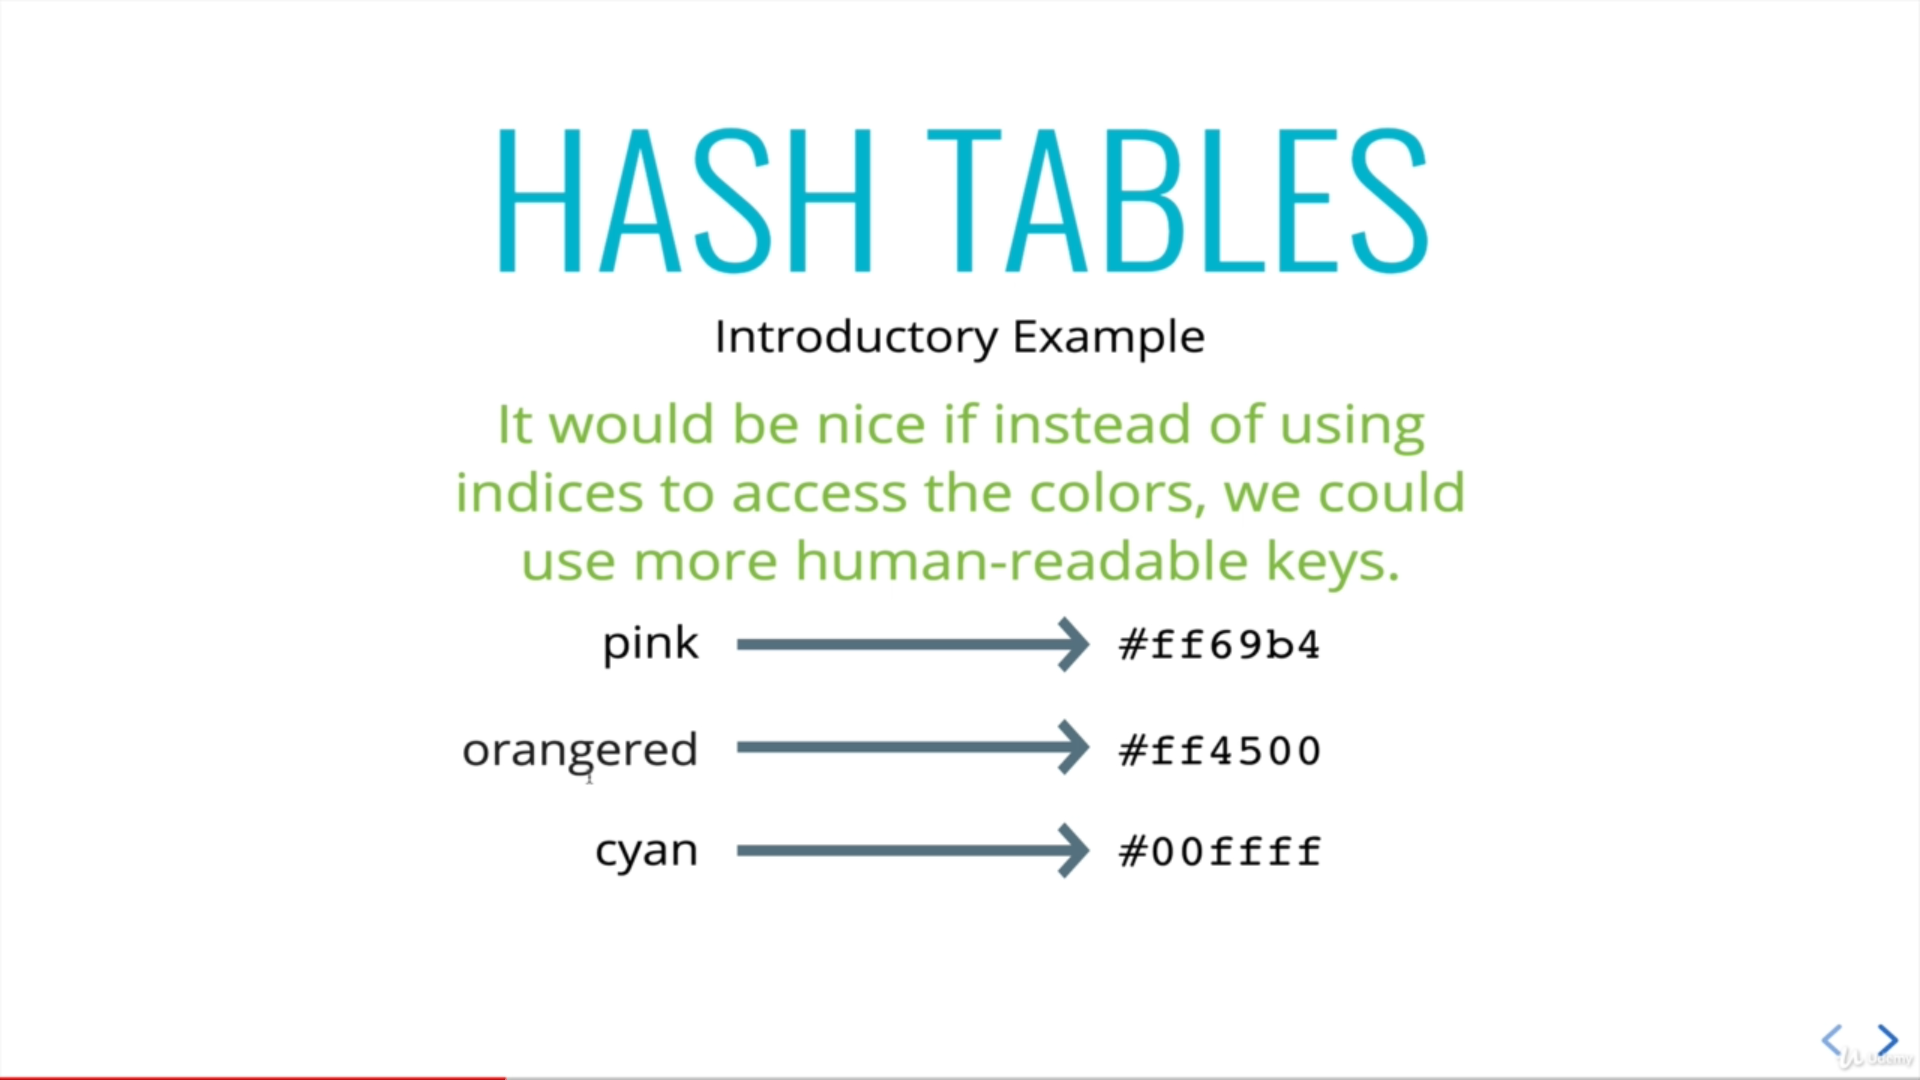 HASH TABLES
Introductory Example
It would be nice if instead of using
indices to access the colors, we could
use more human-readable keys.
pink #ff69b4
orangered #ff4500
cyan #00ffff
Udemy